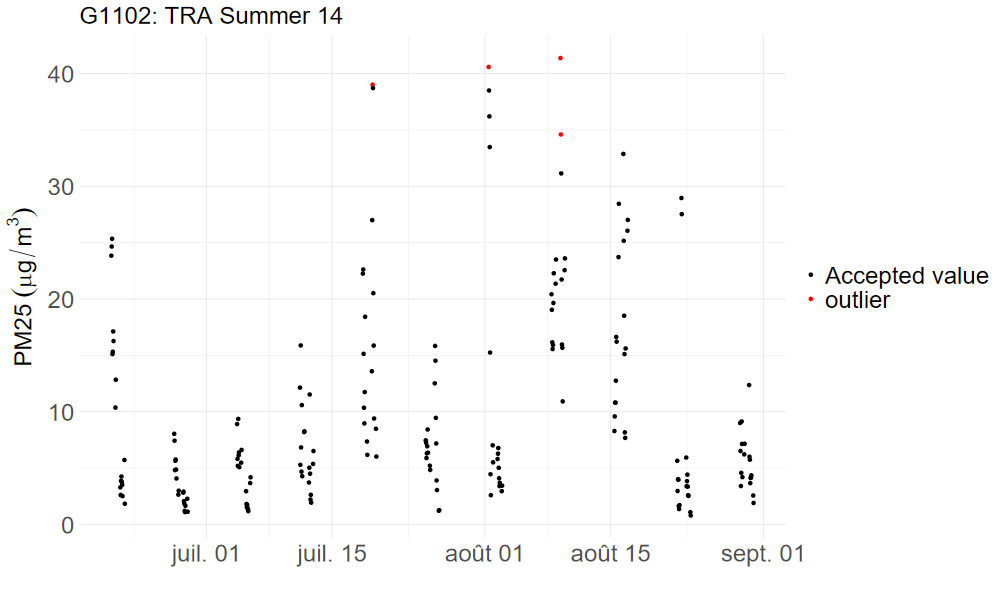 G1102: TRA Summer 14
40
30
20
10
0
PM25 (μg/m³)
juil. 01
juil. 15
août 01
août 15
sept. 01
Accepted value
outlier